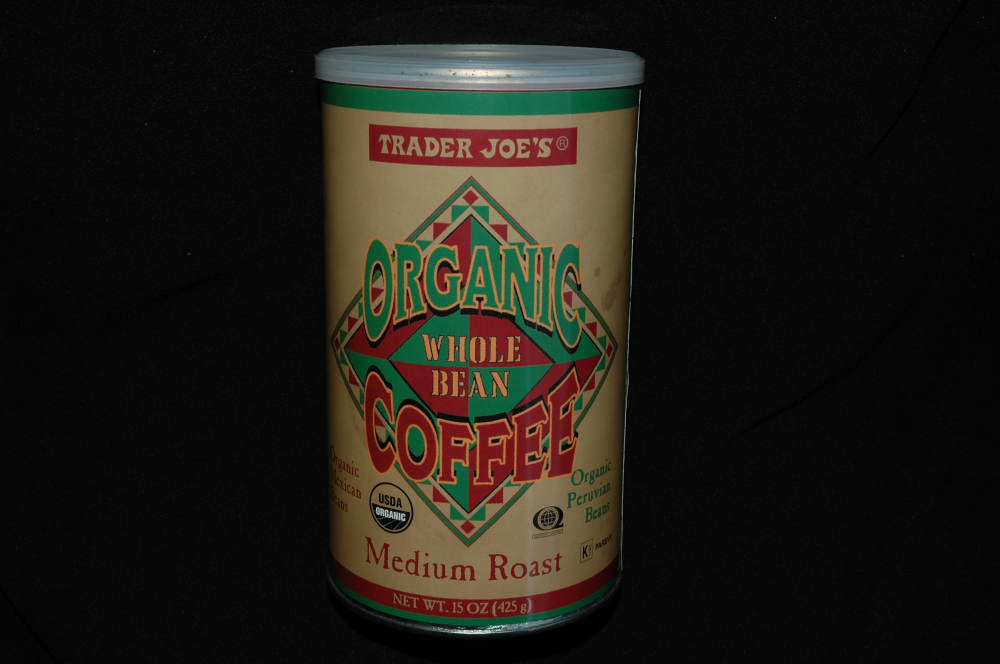 TRADER JOE'S®
ORGANIC
WHOLE
BEAN
COFFEE
Organic
Mexican
Beans
USDA
ORGANIC
Organic
Peruvian
Beans
K
PAREVE
Medium Roast
NET WT. 15 OZ (425 g)